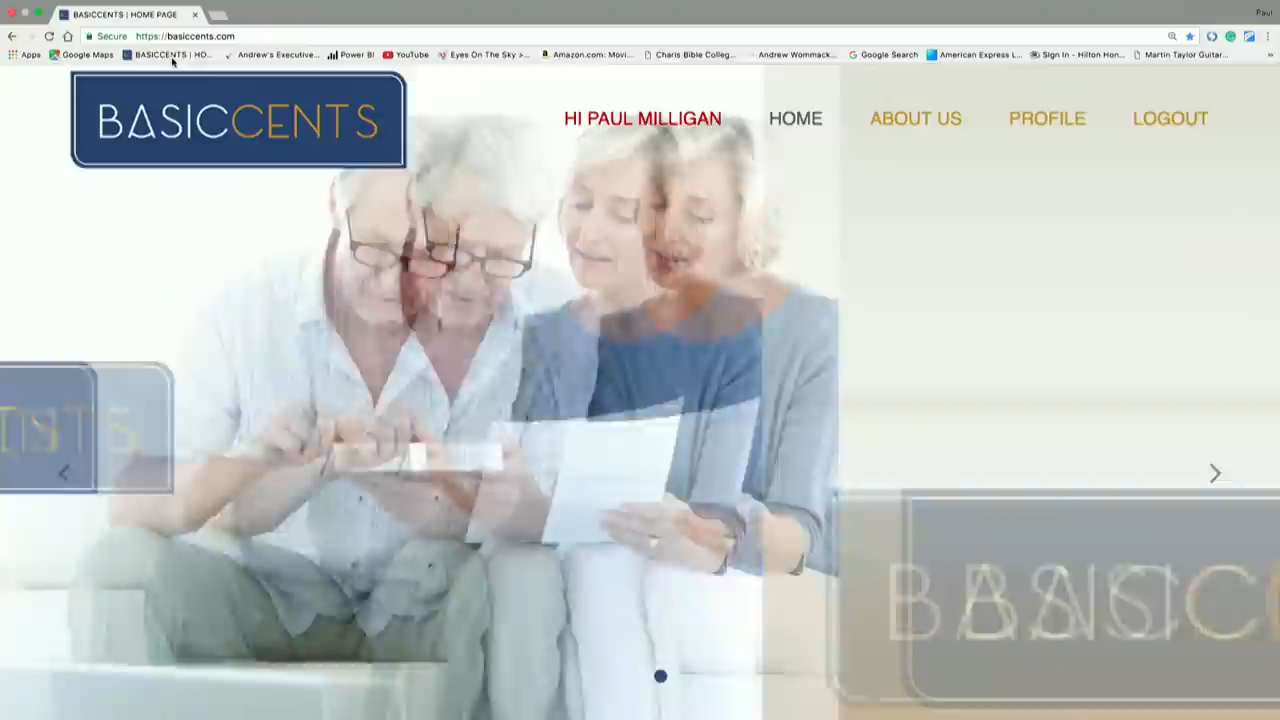 BASICCENTS | HOME PAGE
Paul
Secure https://basiccents.com
Apps Google Maps BASICCENTS | HO... Andrew's Executive... Power BI YouTube Eyes On The Sky >... Amazon.com: Movi... Charis Bible Colleg... Andrew Wommack... Google Search American Express L... Sign In - Hilton Hon... Martin Taylor Guitar... »
BASICCENTS
HI PAUL MILLIGAN HOME ABOUT US PROFILE LOGOUT